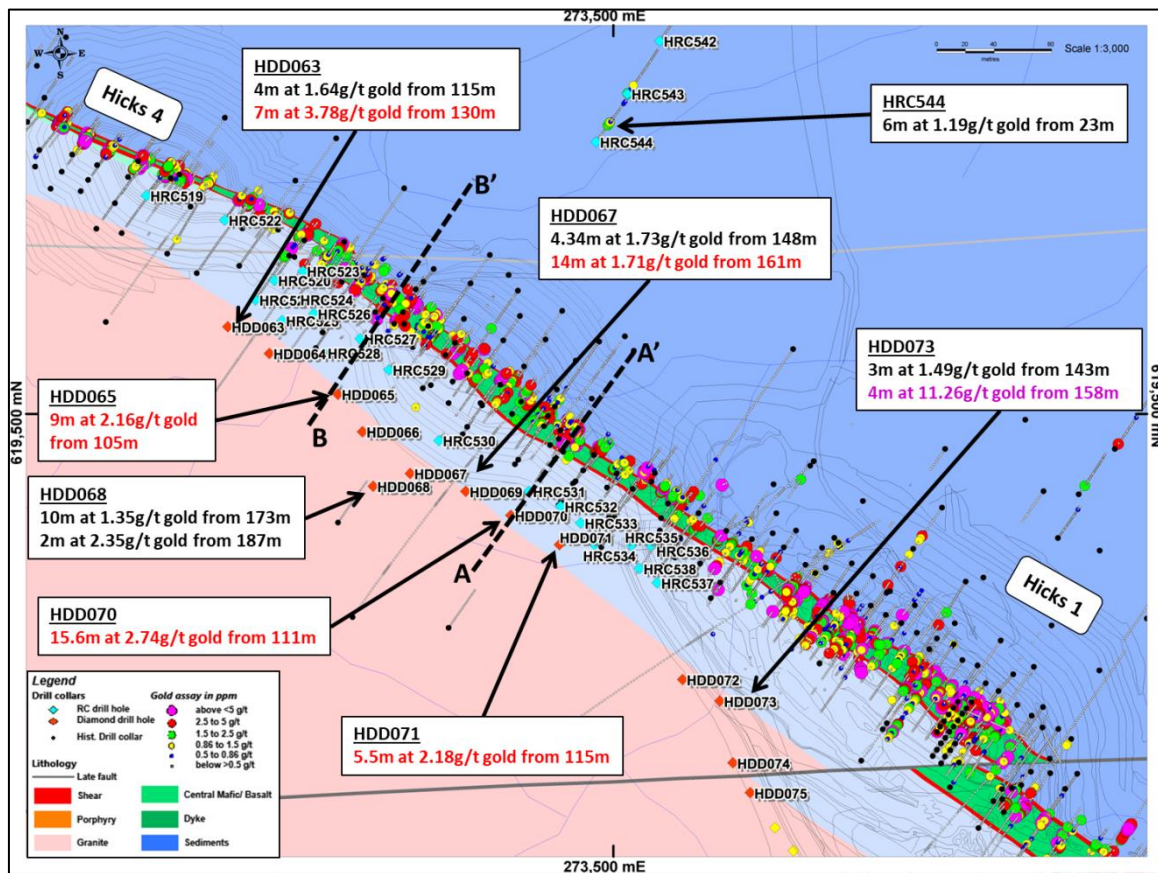 273,500 mE
N
W E
S
0 20 40 80
metres
Scale 1:3,000
HRC542
HRC543
HRC544
HRC544
6m at 1.19g/t gold from 23m
HDD063
4m at 1.64g/t gold from 115m
7m at 3.78g/t gold from 130m
Hicks 4
B'
HRC519
HRC522
HDD067
4.34m at 1.73g/t gold from 148m
14m at 1.71g/t gold from 161m
HRC523
HRC520
HRC524
HRC526
HDD063
HRC527
HDD064
HRC528
HRC529
A'
HDD073
3m at 1.49g/t gold from 143m
4m at 11.26g/t gold from 158m
HDD065
9m at 2.16g/t gold
from 105m
HDD065
B
619,500 mN
619,500 mN
HDD066
HRC530
HDD067
HDD068
HDD069
HRC531
HDD068
10m at 1.35g/t gold from 173m
2m at 2.35g/t gold from 187m
HDD070
HRC532
HRC533
HDD071
HRC535
HRC534
HRC536
HRC538
HRC537
A
Hicks 1
HDD070
15.6m at 2.74g/t gold from 111m
HDD072
HDD073
HDD071
5.5m at 2.18g/t gold from 115m
HDD074
HDD075
Legend
Drill collars
RC drill hole
Diamond drill hole
Hist. Drill collar
Gold assay in ppm
above <5 g/t
2.5 to 5 g/t
1.5 to 2.5 g/t
0.86 to 1.5 g/t
0.5 to 0.86 g/t
below >0.5 g/t
Lithology
Late fault
Shear
Central Mafic/ Basalt
Porphyry
Dyke
Granite
Sediments
273,500 mE